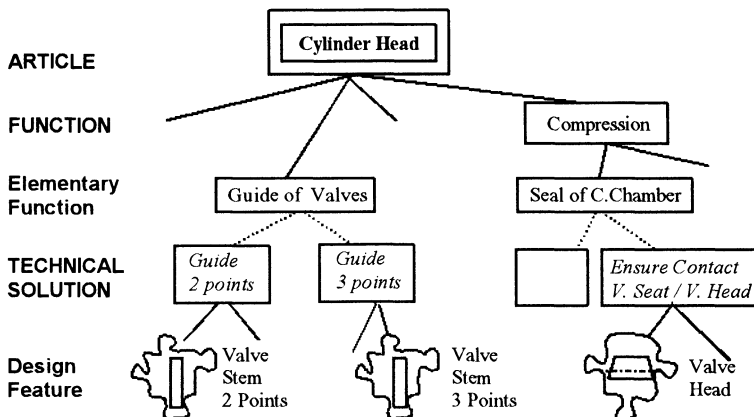 Cylinder Head
ARTICLE
FUNCTION
Compression
Elementary
Function
Guide of Valves
Seal of C.Chamber
TECHNICAL
SOLUTION
Guide
2 points
Guide
3 points
Ensure Contact
V. Seat / V. Head
Design
Feature
Valve
Stem
2 Points
Valve
Stem
3 Points
Valve
Head